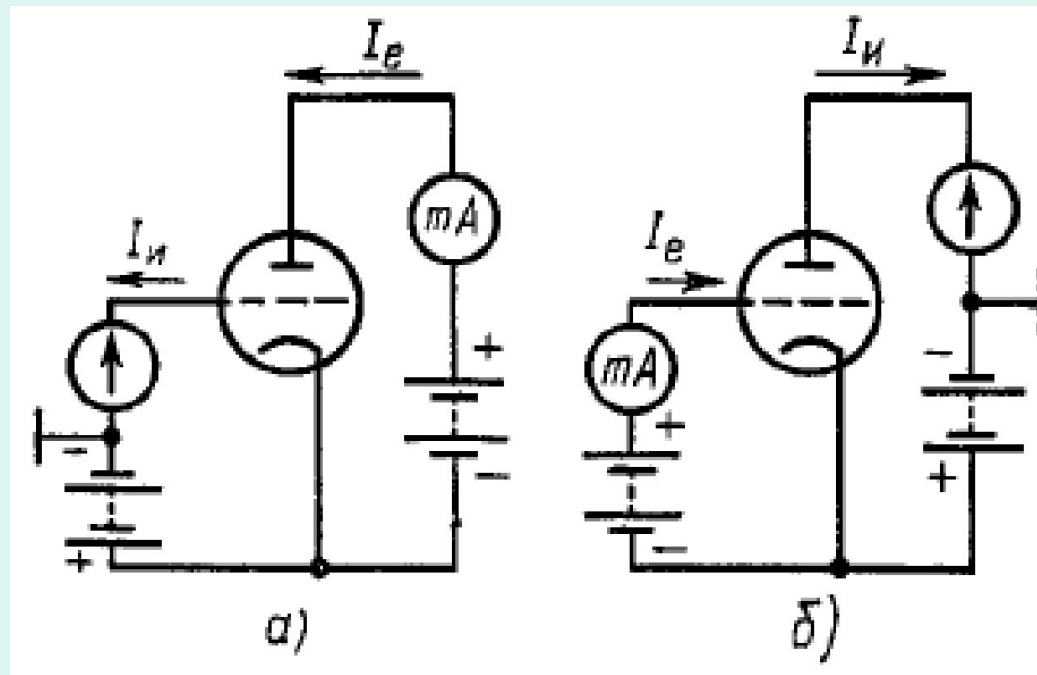 Iе Iи
mA
Iи Iе
mA
+ -
- +
+ - + -
а) б)